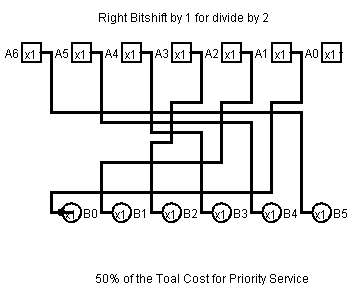 Right Bitshift by 1 for divide by 2
A6 x1 A5 x1 A4 x1 A3 x1 A2 x1 A1 x1 A0 x1
x1 B0 x1 B1 x1 B2 x1 B3 x1 B4 x1 B5
50% of the Toal Cost for Priority Service